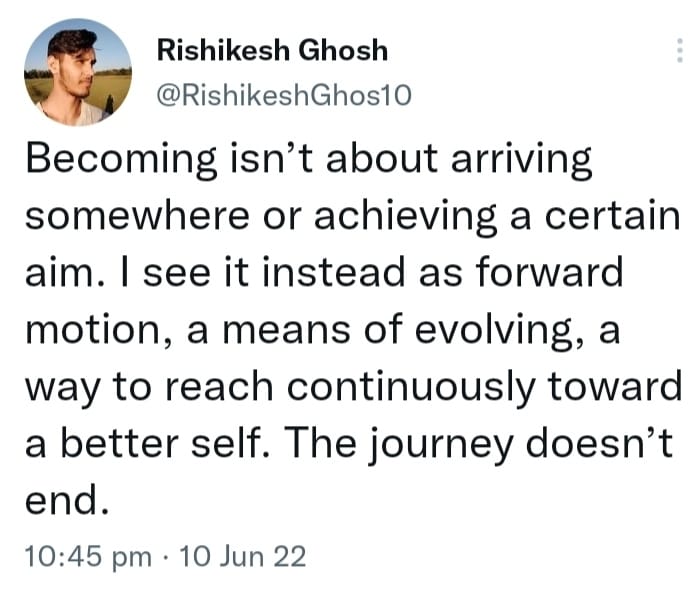 Rishikesh Ghosh
@RishikeshGhos10
Becoming isn’t about arriving
somewhere or achieving a certain
aim. I see it instead as forward
motion, a means of evolving, a
way to reach continuously toward
a better self. The journey doesn’t
end.
10:45 pm · 10 Jun 22